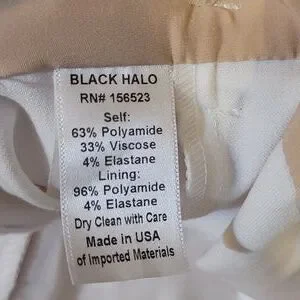 BLACK HALO
RN# 156523
Self:
63% Polyamide
33% Viscose
4% Elastane
Lining:
96% Polyamide
4% Elastane
Dry Clean with Care
Made in USA
of Imported Materials